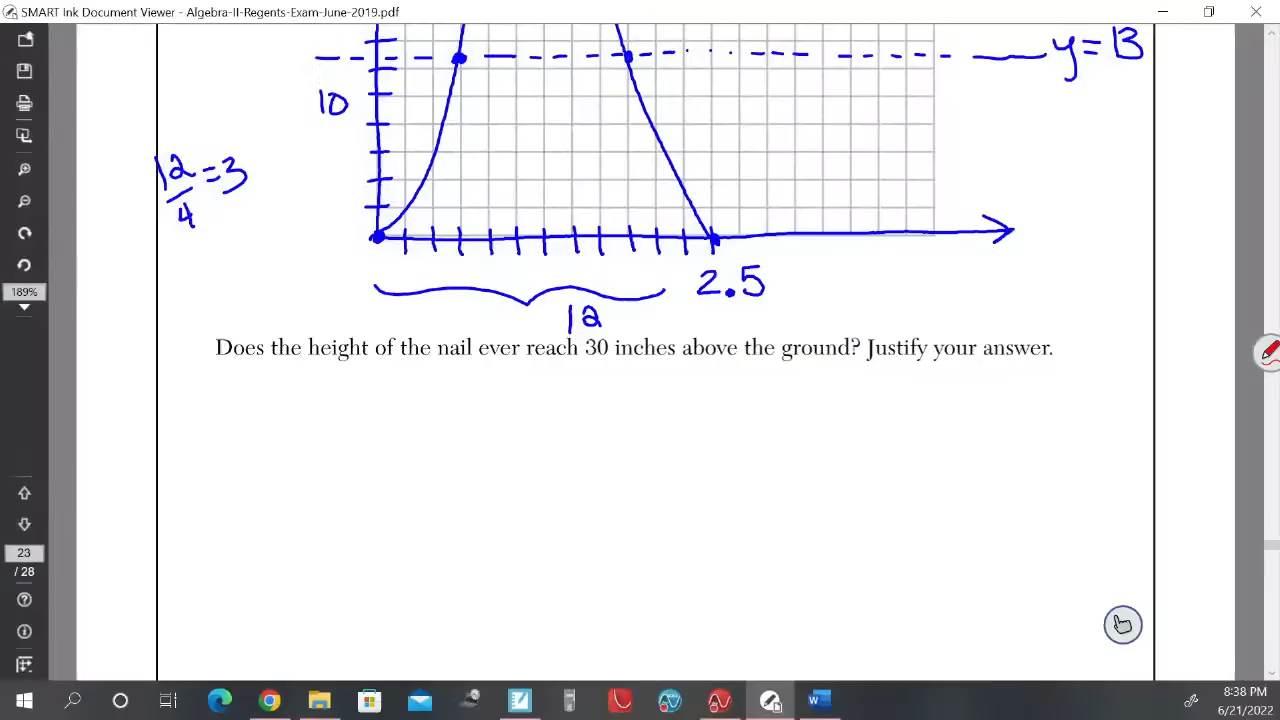 SMART Ink Document Viewer - Algebra-II-Regents-Exam-June-2019.pdf
y = 13
10
12/4 = 3
2.5
12
Does the height of the nail ever reach 30 inches above the ground? Justify your answer.
189%
23
/ 28
8:38 PM
6/21/2022